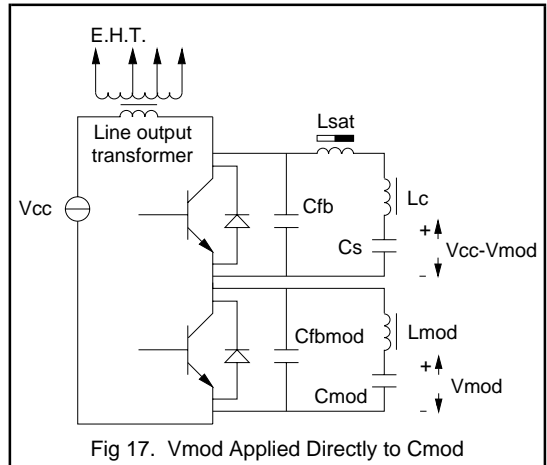 E.H.T.
Line output
transformer
Lsat
Vcc
Cfb
Lc
Cs
+
Vcc-Vmod
–
Cfbmod
Lmod
Cmod
+
Vmod
–
Fig 17. Vmod Applied Directly to Cmod